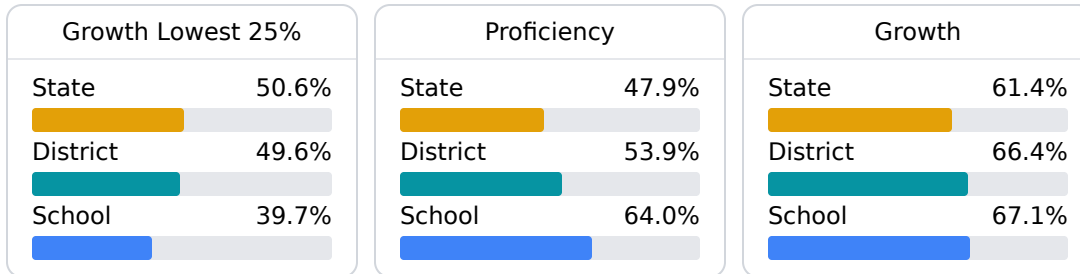 Growth Lowest 25%
State 50.6%
District 49.6%
School 39.7%
Proficiency
State 47.9%
District 53.9%
School 64.0%
Growth
State 61.4%
District 66.4%
School 67.1%